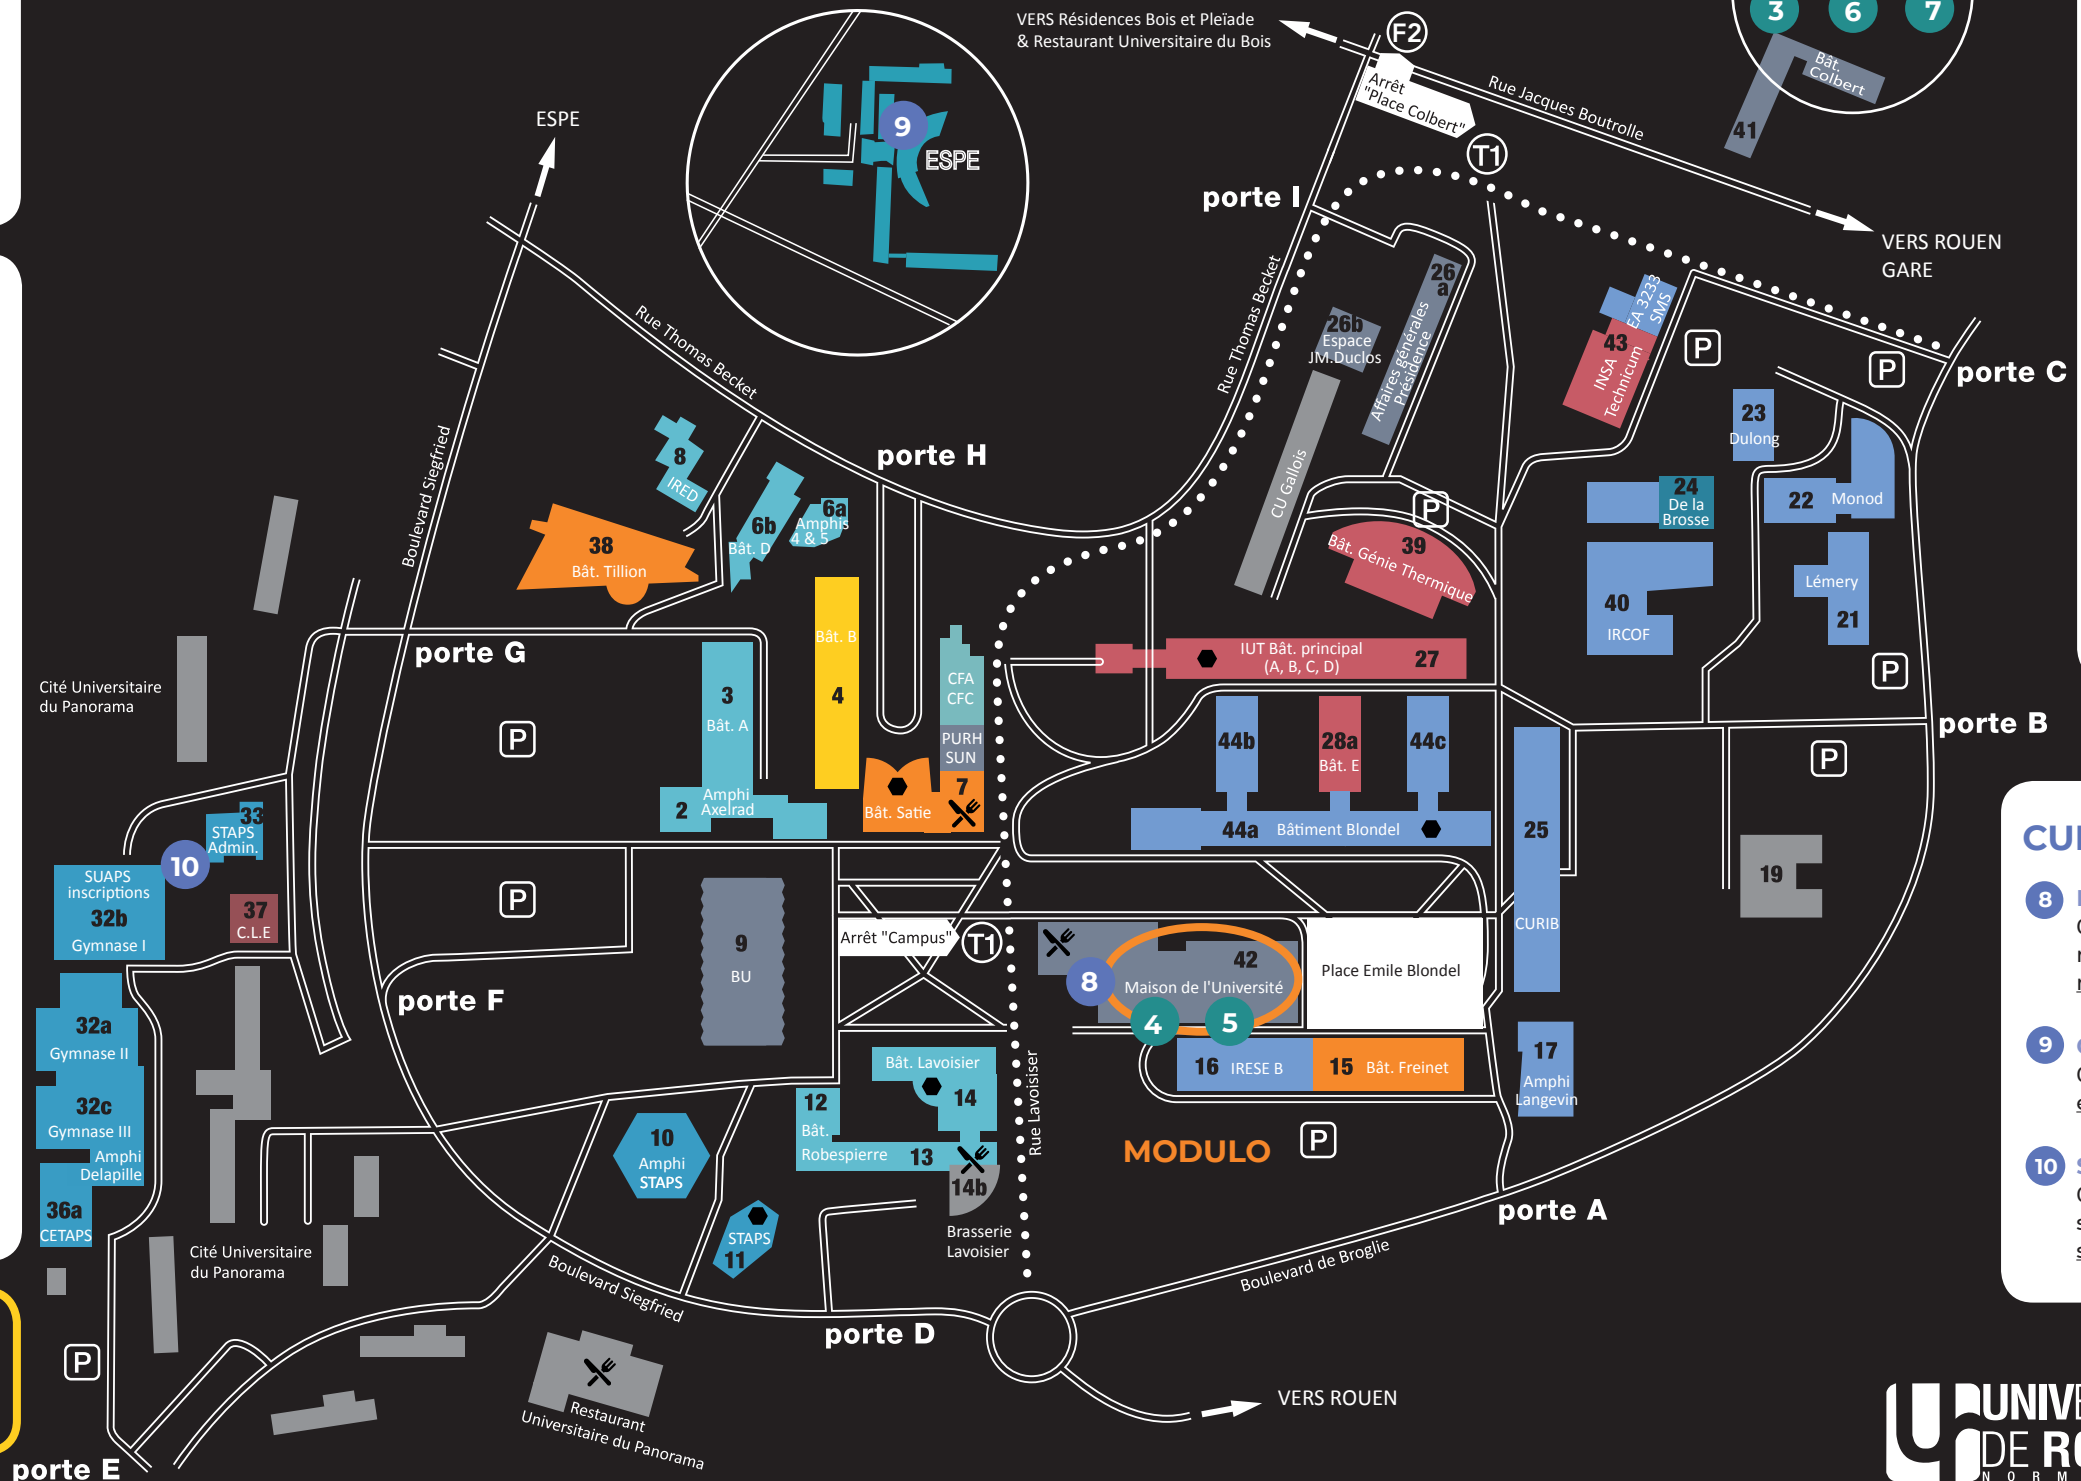 VERS Résidences Bois et Pleïade
& Restaurant Universitaire du Bois
F2
3
6
7
Bât.
Colbert
41
Arrêt
"Place Colbert"
Rue Jacques Boutrolle
T1
ESPE
9
ESPE
porte I
VERS ROUEN
GARE
Rue Thomas Becket
Rue Thomas Becket
26
a
Affaires générales
Présidence
26b
Espace
JM.Duclos
CU Gallois
EA 3233
SMS
43
INSA
Technicum
P
P
porte C
23
Dulong
22
Monod
24
De la
Brosse
Lémery
21
40
IRCOF
P
porte B
P
Boulevard Siegfried
8
IRED
porte H
6b
Bât. D
6a
Amphis
4 & 5
38
Bât. Tillion
P
39
Bât. Génie Thermique
porte G
Bât. B
4
3
Bât. A
2
Amphi
Axelrad
CFA
CFC
PURH
SUN
7
Bât. Satie
IUT Bât. principal
(A, B, C, D)
27
44b
28a
Bât. E
44c
44a
Bâtiment Blondel
25
CURIB
19
Cité Universitaire
du Panorama
P
33
STAPS
Admin.
10
SUAPS
inscriptions
32b
Gymnase I
37
C.L.E
P
9
BU
Arrêt "Campus"
T1
42
Maison de l'Université
8
4
5
Place Emile Blondel
porte F
32a
Gymnase II
32c
Gymnase III
Amphi
Delapille
36a
CETAPS
Bât. Lavoisier
14
12
Bât.
Robespierre
13
14b
Brasserie
Lavoisier
Rue Lavoisiser
16
IRESE B
15
Bât. Freinet
17
Amphi
Langevin
MODULO
P
10
Amphi
STAPS
STAPS
11
porte A
Boulevard de Broglie
Cité Universitaire
du Panorama
Boulevard Siegfried
porte D
P
Restaurant
Universitaire du Panorama
VERS ROUEN
porte E
8
9
10